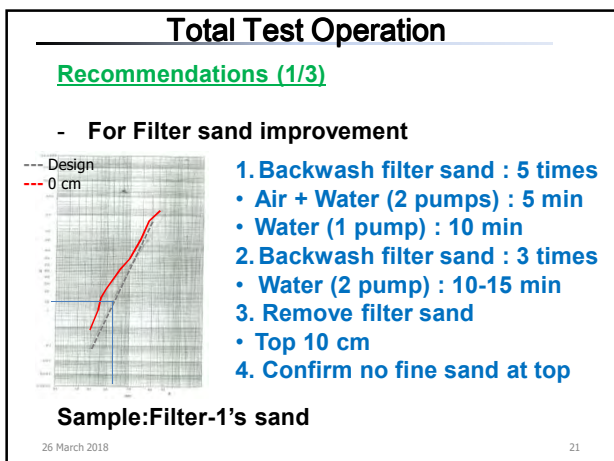 Total Test Operation
Recommendations (1/3)
- For Filter sand improvement
Design
0 cm
1. Backwash filter sand : 5 times
• Air + Water (2 pumps) : 5 min
• Water (1 pump) : 10 min
2. Backwash filter sand : 3 times
• Water (2 pump) : 10-15 min
3. Remove filter sand
• Top 10 cm
4. Confirm no fine sand at top
Sample:Filter-1's sand
26 March 2018
21